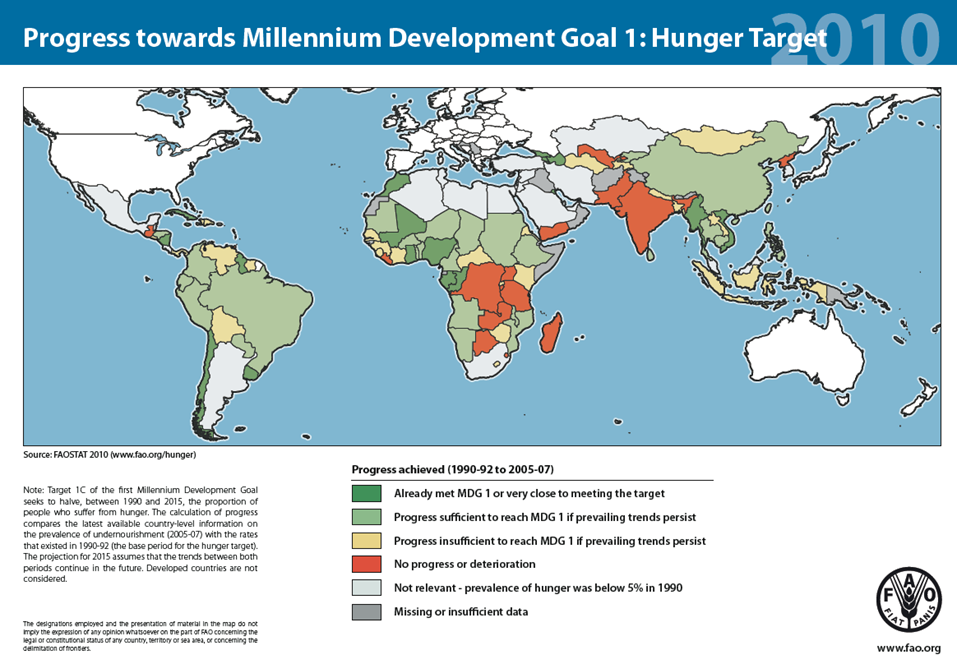 Progress towards Millennium Development Goal 1: Hunger Target
2010
Source: FAOSTAT 2010 (www.fao.org/hunger)
Note: Target 1C of the first Millennium Development Goal
seeks to halve, between 1990 and 2015, the proportion of
people who suffer from hunger. The calculation of progress
compares the latest available country-level information on
the prevalence of undernourishment (2005-07) with the rates
that existed in 1990-92 (the base period for the hunger target).
The projection for 2015 assumes that the trends between both
periods continue in the future. Developed countries are not
considered.
The designations employed and the presentation of material in the map do not
imply the expression of any opinion whatsoever on the part of FAO concerning the
legal or constitutional status of any country, territory or sea area, or concerning the
delimitation of frontiers.
Progress achieved (1990-92 to 2005-07)
Already met MDG 1 or very close to meeting the target
Progress sufficient to reach MDG 1 if prevailing trends persist
Progress insufficient to reach MDG 1 if prevailing trends persist
No progress or deterioration
Not relevant - prevalence of hunger was below 5% in 1990
Missing or insufficient data
F A O
FIAT PANIS
www.fao.org